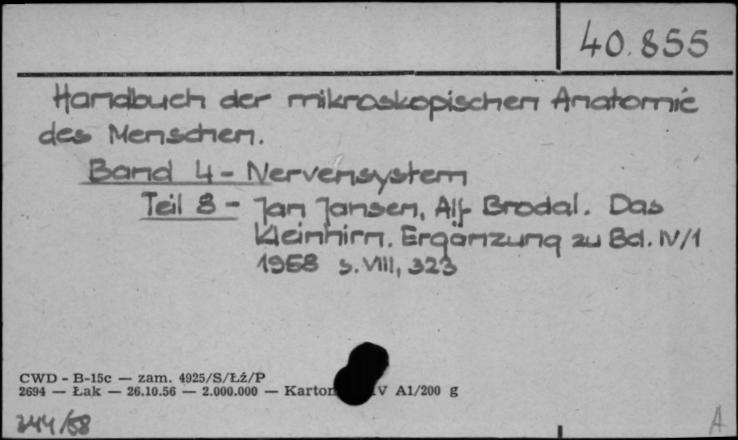 40.855
Handbuch der mikroskopischen Anatomie
des Menschen.
Band 4 - Nervensystem
Teil 8 - Jan Jansen, Alf Brodal. Das
Kleinhirn. Ergänzung zu Bd. IV/1
1958 s. VIII, 323
CWD - B-15c — zam. 4925/S/Łż/P
2694 — Łak — 26.10.56 — 2.000.000 — Karton V A1/200 g
344/58 A